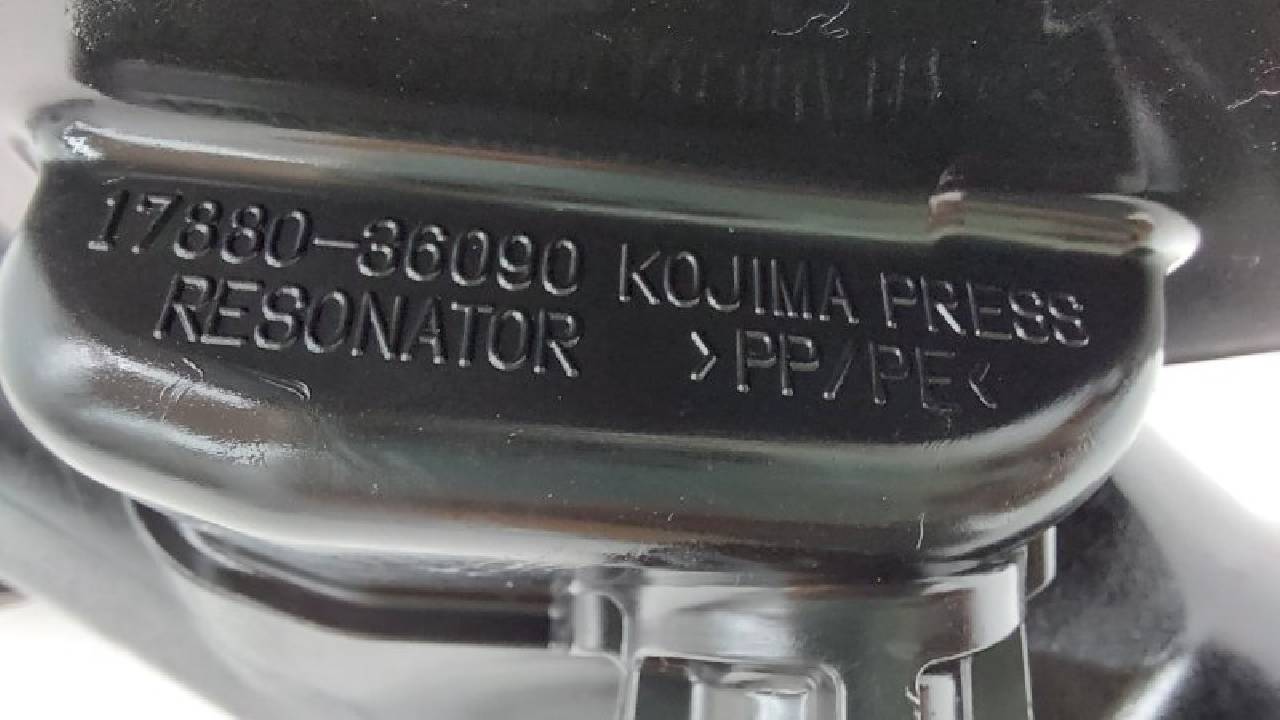 17880-36090 KOJIMA PRESS
RESONATOR >PP/PE<